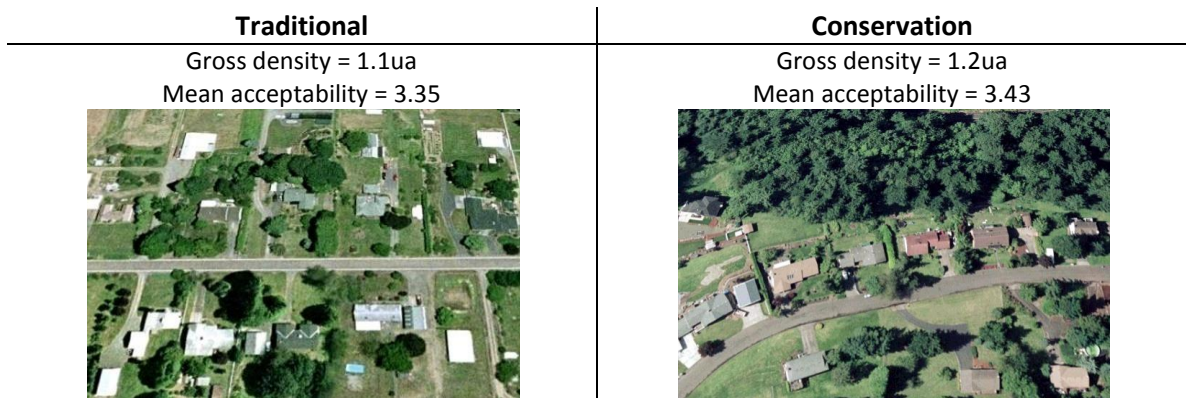 Traditional
Conservation
Gross density = 1.1ua
Gross density = 1.2ua
Mean acceptability = 3.35
Mean acceptability = 3.43